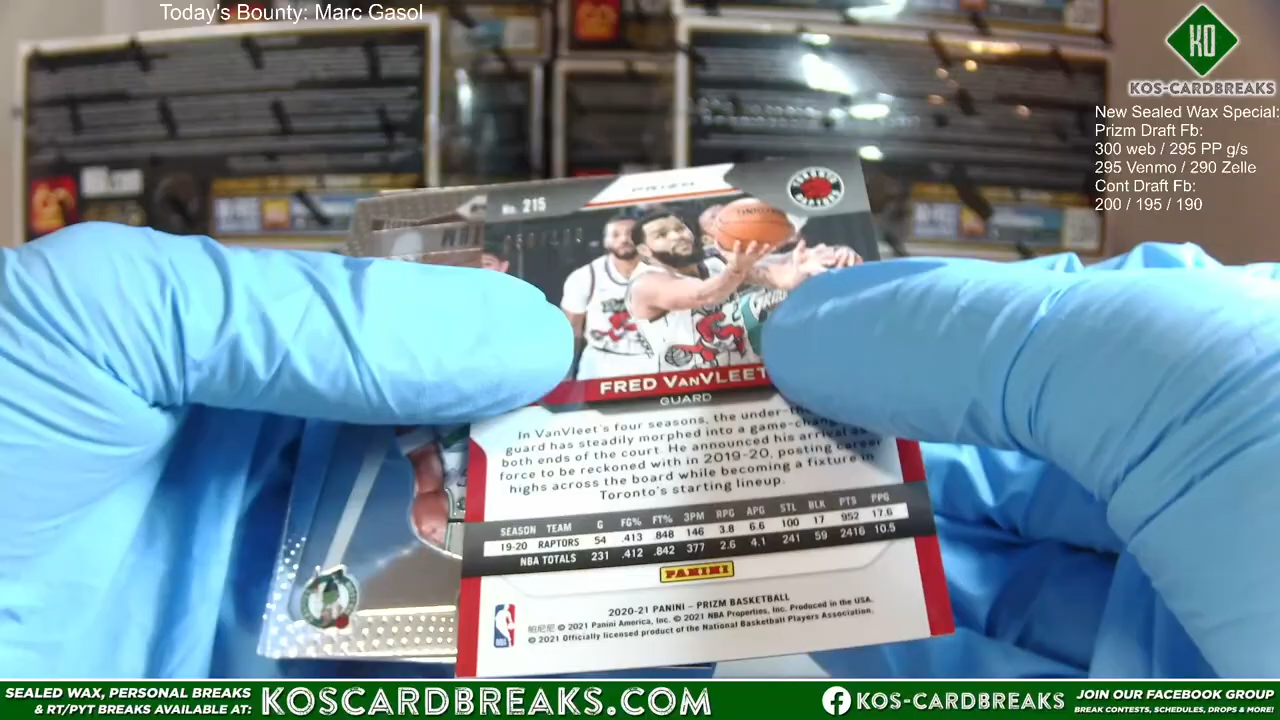 Today's Bounty: Marc Gasol
KO
KOS-CARDBREAKS
New Sealed Wax Special:
Prizm Draft Fb:
300 web / 295 PP g/s
295 Venmo / 290 Zelle
Cont Draft Fb:
200 / 195 / 190
No. 215
PRIZM
FRED VANVLEET
GUARD
In VanVleet's four seasons, the
guard has steadily morphed into a
both ends of the court. He announced his arrival as
force to be reckoned with in 2019-20, posting career
highs across the board while becoming a fixture in
Toronto's starting lineup.
SEASON TEAM G FG% FT% 3PM RPG APG STL BLK PTS PPG
19-20 RAPTORS 54 .413 .848 146 3.8 6.6 100 17 952 17.6
NBA TOTALS 231 .412 .842 377 2.6 4.1 241 59 2416 10.5
PANINI
2020-21 PANINI - PRIZM BASKETBALL
© 2021 Panini America, Inc. © 2021 NBA Properties, Inc. Produced in the USA.
© 2021 Officially licensed product of the National Basketball Players Association.
SEALED WAX, PERSONAL BREAKS
& RT/PYT BREAKS AVAILABLE AT:
KOSCARDBREAKS.COM
KOS-CARDBREAKS
JOIN OUR FACEBOOK GROUP
BREAK CONTESTS, SCHEDULES, DROPS & MORE!